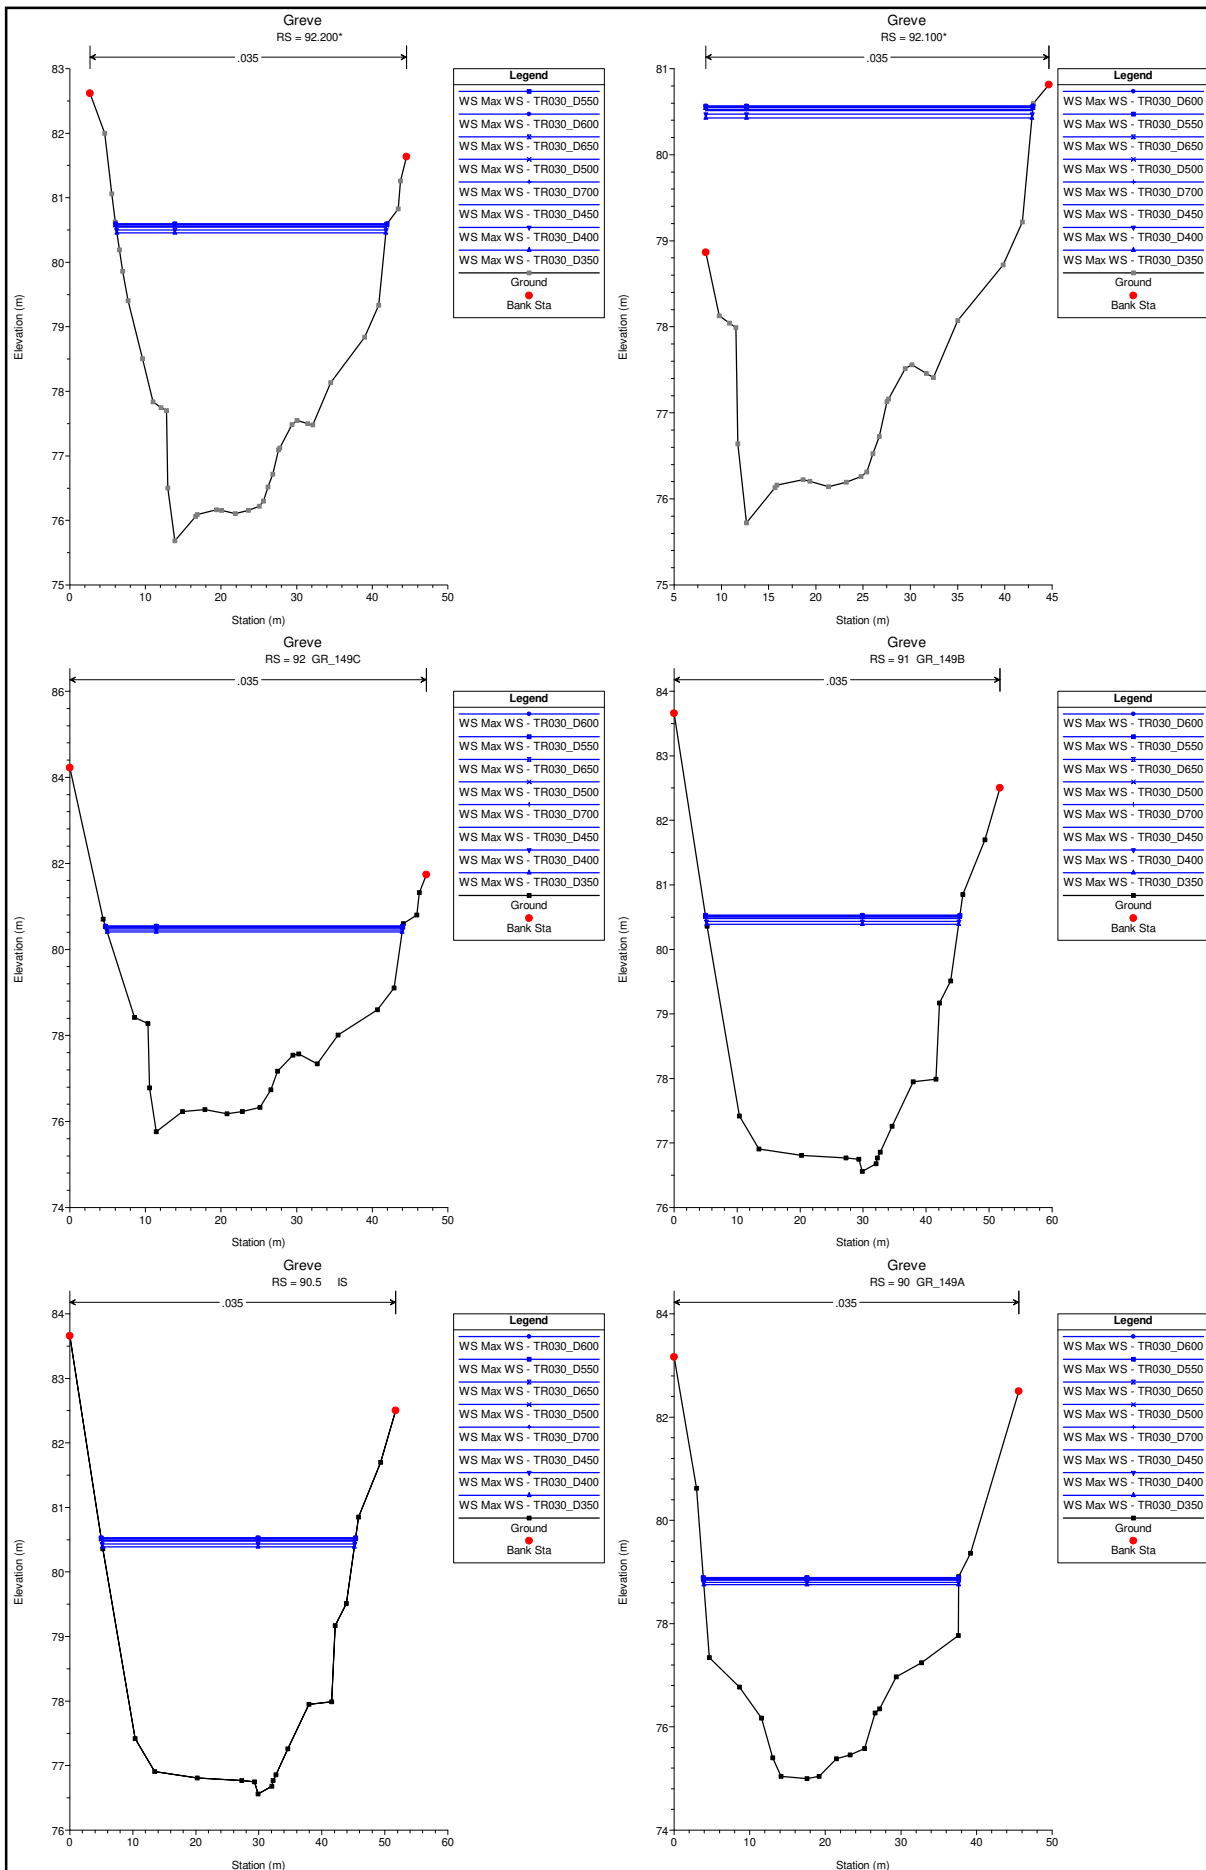 Greve
RS = 92.200*
.035
83
82
81
80
79
78
77
76
75
0
10
20
30
40
50
Elevation (m)
Station (m)
Legend
WS Max WS - TR030_D550
WS Max WS - TR030_D600
WS Max WS - TR030_D650
WS Max WS - TR030_D500
WS Max WS - TR030_D700
WS Max WS - TR030_D450
WS Max WS - TR030_D400
WS Max WS - TR030_D350
Ground
Bank Sta
Greve
RS = 92.100*
.035
81
80
79
78
77
76
75
5
10
15
20
25
30
35
40
45
Elevation (m)
Station (m)
Legend
WS Max WS - TR030_D600
WS Max WS - TR030_D550
WS Max WS - TR030_D650
WS Max WS - TR030_D500
WS Max WS - TR030_D700
WS Max WS - TR030_D450
WS Max WS - TR030_D400
WS Max WS - TR030_D350
Ground
Bank Sta
Greve
RS = 92 GR_149C
.035
86
84
82
80
78
76
74
0
10
20
30
40
50
Elevation (m)
Station (m)
Legend
WS Max WS - TR030_D600
WS Max WS - TR030_D550
WS Max WS - TR030_D650
WS Max WS - TR030_D500
WS Max WS - TR030_D700
WS Max WS - TR030_D450
WS Max WS - TR030_D400
WS Max WS - TR030_D350
Ground
Bank Sta
Greve
RS = 91 GR_149B
.035
84
83
82
81
80
79
78
77
76
0
10
20
30
40
50
60
Elevation (m)
Station (m)
Legend
WS Max WS - TR030_D600
WS Max WS - TR030_D550
WS Max WS - TR030_D650
WS Max WS - TR030_D500
WS Max WS - TR030_D700
WS Max WS - TR030_D450
WS Max WS - TR030_D400
WS Max WS - TR030_D350
Ground
Bank Sta
Greve
RS = 90.5 IS
.035
84
83
82
81
80
79
78
77
76
0
10
20
30
40
50
60
Elevation (m)
Station (m)
Legend
WS Max WS - TR030_D600
WS Max WS - TR030_D550
WS Max WS - TR030_D650
WS Max WS - TR030_D500
WS Max WS - TR030_D700
WS Max WS - TR030_D450
WS Max WS - TR030_D400
WS Max WS - TR030_D350
Ground
Bank Sta
Greve
RS = 90 GR_149A
.035
84
82
80
78
76
74
0
10
20
30
40
50
Elevation (m)
Station (m)
Legend
WS Max WS - TR030_D600
WS Max WS - TR030_D550
WS Max WS - TR030_D650
WS Max WS - TR030_D500
WS Max WS - TR030_D700
WS Max WS - TR030_D450
WS Max WS - TR030_D400
WS Max WS - TR030_D350
Ground
Bank Sta